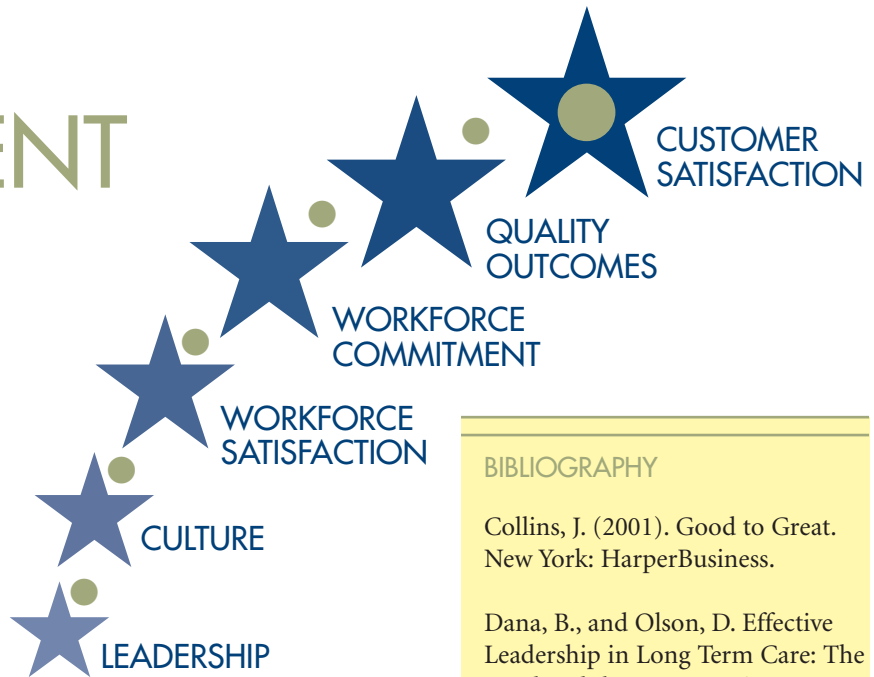 ENT
CUSTOMER
SATISFACTION
QUALITY
OUTCOMES
WORKFORCE
COMMITMENT
WORKFORCE
SATISFACTION
CULTURE
LEADERSHIP
BIBLIOGRAPHY
Collins, J. (2001). Good to Great.
New York: HarperBusiness.
Dana, B., and Olson, D. Effective
Leadership in Long Term Care: The